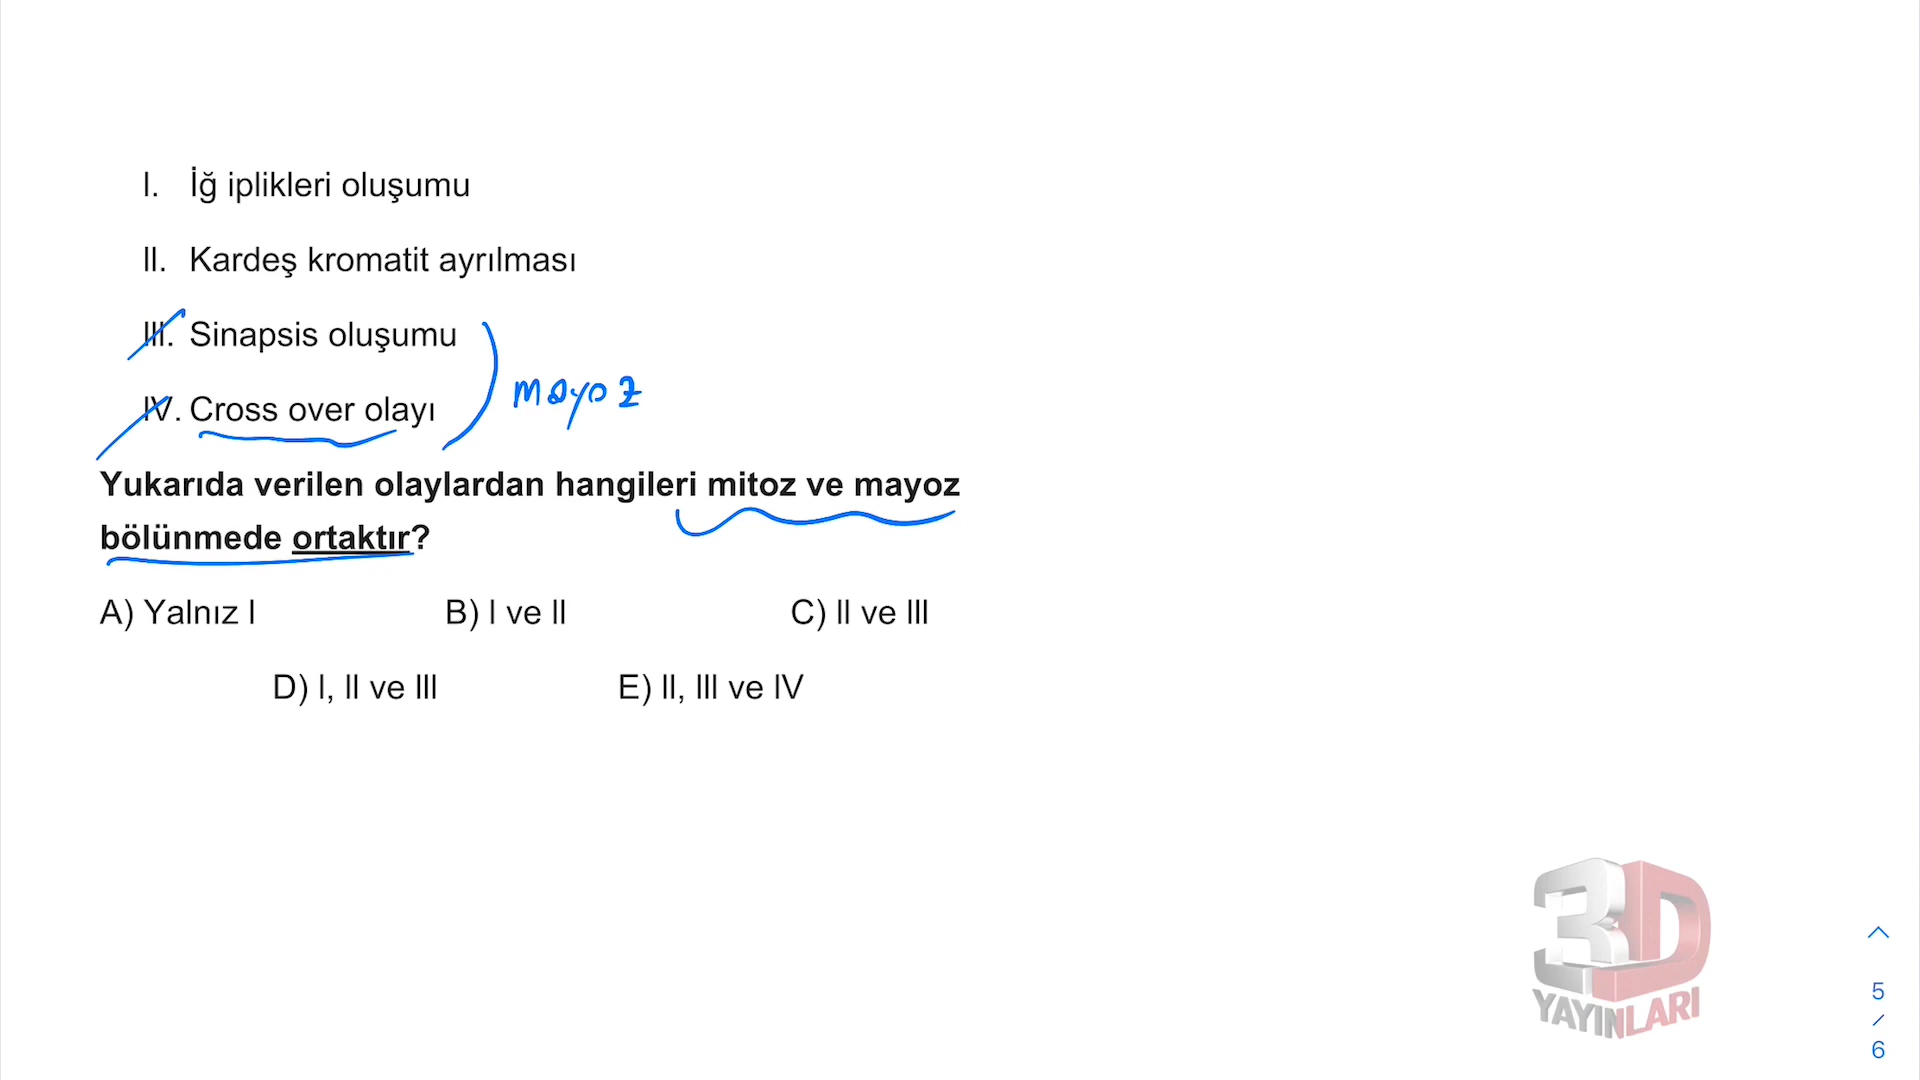 I. İğ iplikleri oluşumu
II. Kardeş kromatit ayrılması
III. Sinapsis oluşumu
IV. Cross over olayı
mayoz
Yukarıda verilen olaylardan hangileri mitoz ve mayoz
bölünmede ortaktır?
A) Yalnız I B) I ve II C) II ve III
D) I, II ve III E) II, III ve IV
3D
YAYINLARI
5
/
6